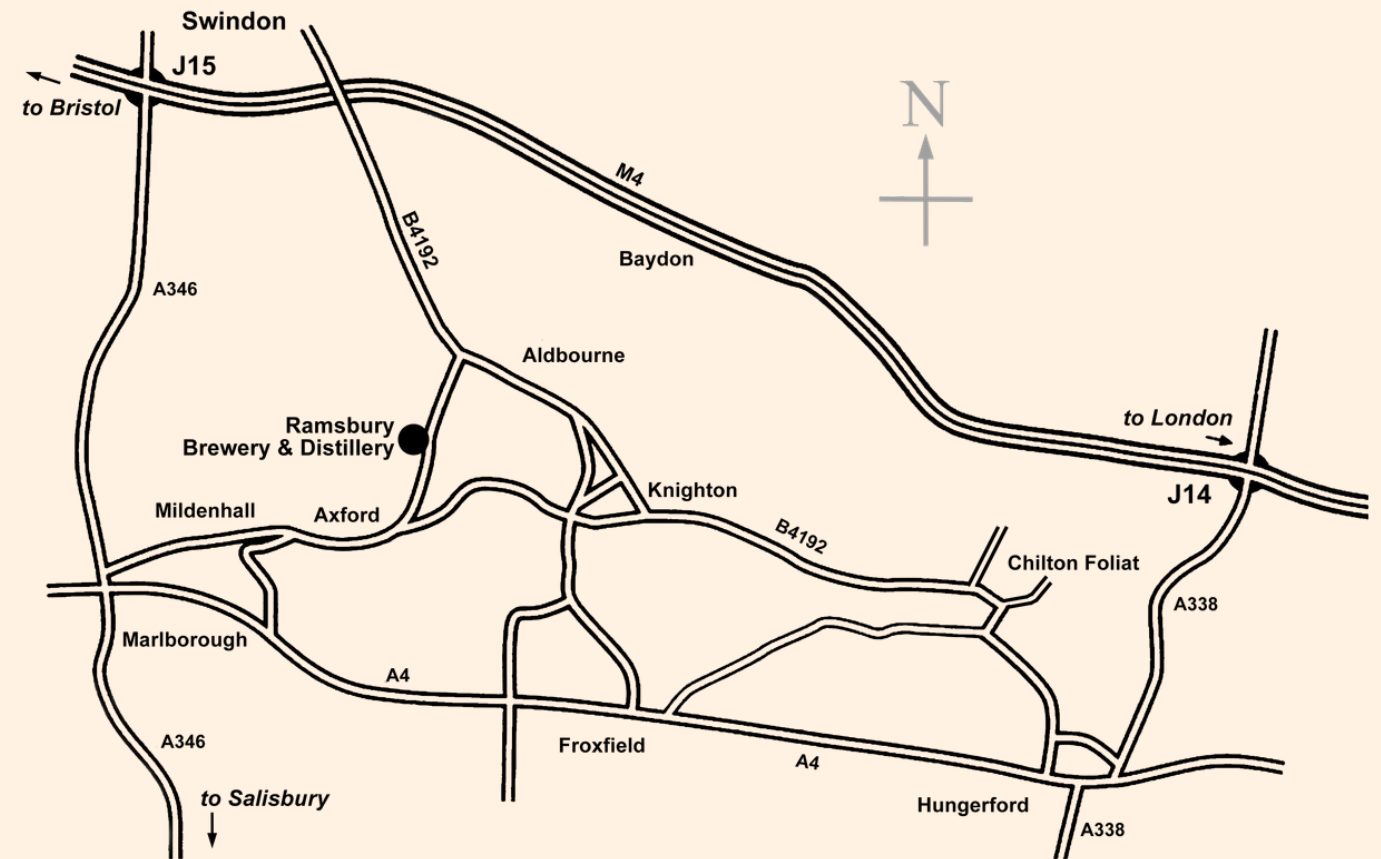 Swindon
J15
to Bristol
N
M4
B4192
Baydon
A346
Aldbourne
to London
Ramsbury
Brewery & Distillery
J14
Knighton
Mildenhall
Axford
B4192
Chilton Foliat
A338
Marlborough
A4
A346
Froxfield
A4
to Salisbury
Hungerford
A338